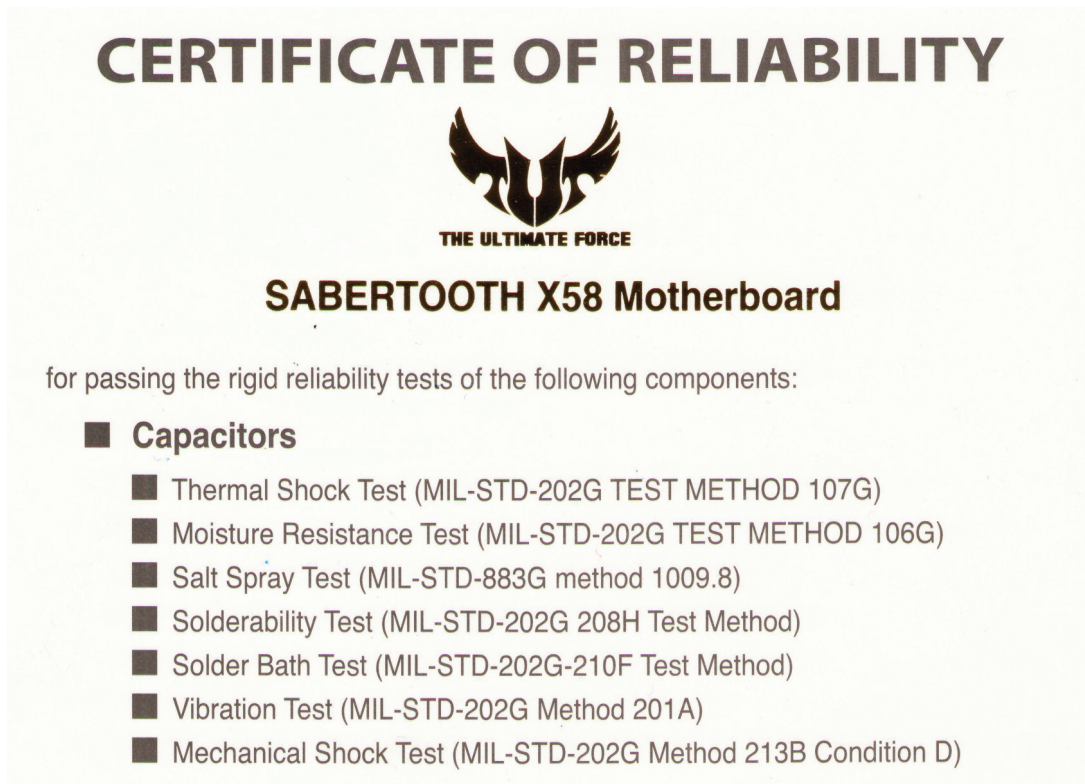 CERTIFICATE OF RELIABILITY
TUF
THE ULTIMATE FORCE
SABERTOOTH X58 Motherboard
for passing the rigid reliability tests of the following components:
Capacitors
Thermal Shock Test (MIL-STD-202G TEST METHOD 107G)
Moisture Resistance Test (MIL-STD-202G TEST METHOD 106G)
Salt Spray Test (MIL-STD-883G method 1009.8)
Solderability Test (MIL-STD-202G 208H Test Method)
Solder Bath Test (MIL-STD-202G-210F Test Method)
Vibration Test (MIL-STD-202G Method 201A)
Mechanical Shock Test (MIL-STD-202G Method 213B Condition D)